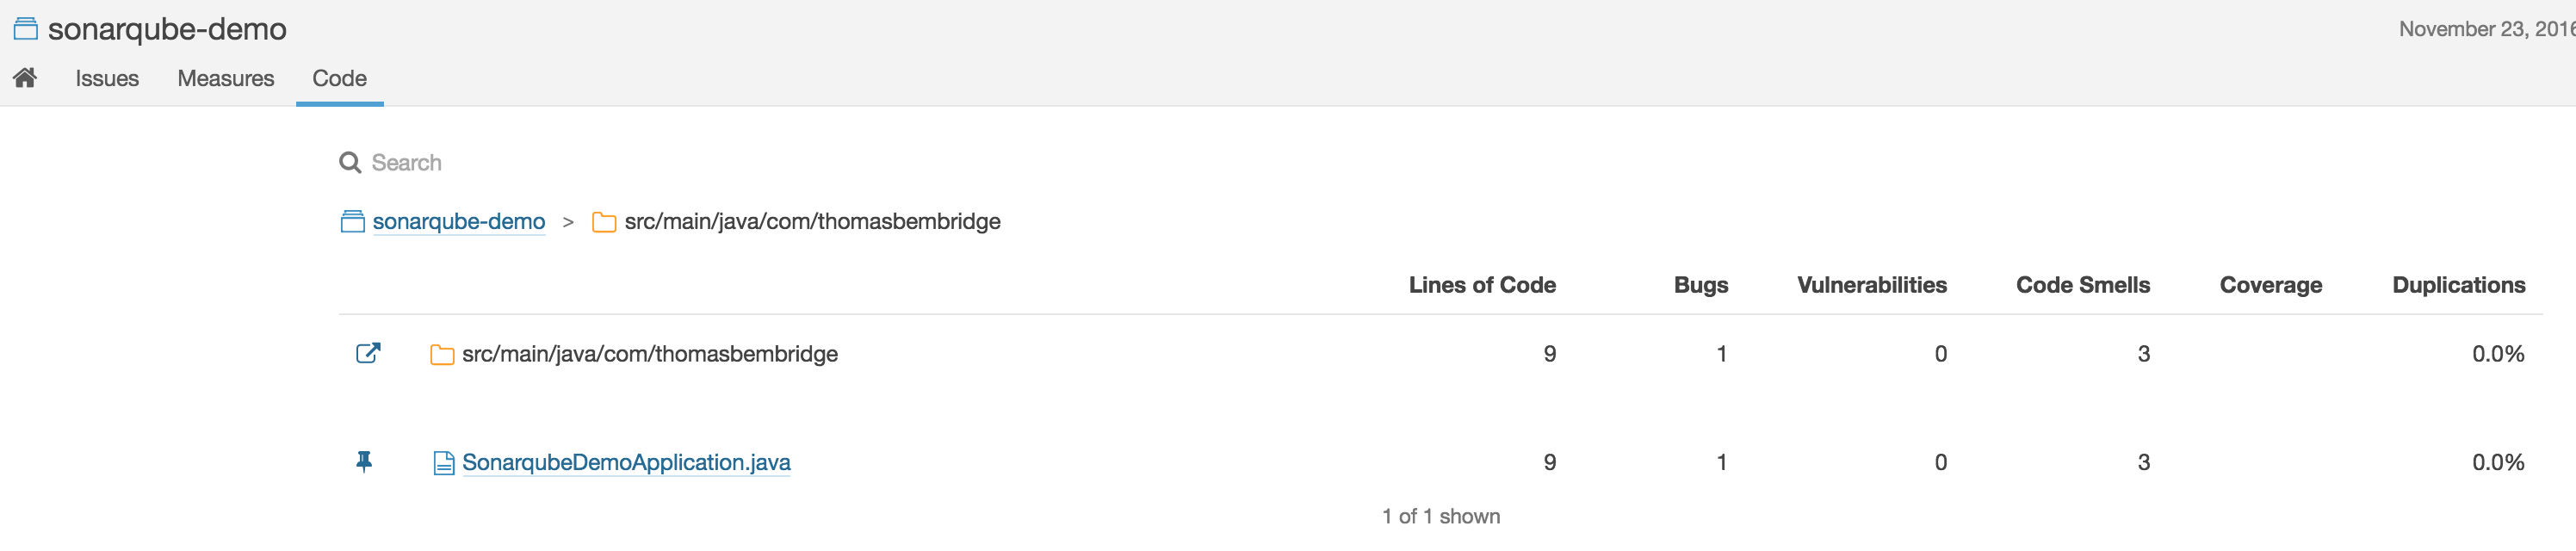 sonarqube-demo November 23, 2016
Issues Measures Code
Search
sonarqube-demo > src/main/java/com/thomasbembridge
Lines of Code Bugs Vulnerabilities Code Smells Coverage Duplications
src/main/java/com/thomasbembridge 9 1 0 3 0.0%
SonarqubeDemoApplication.java 9 1 0 3 0.0%
1 of 1 shown